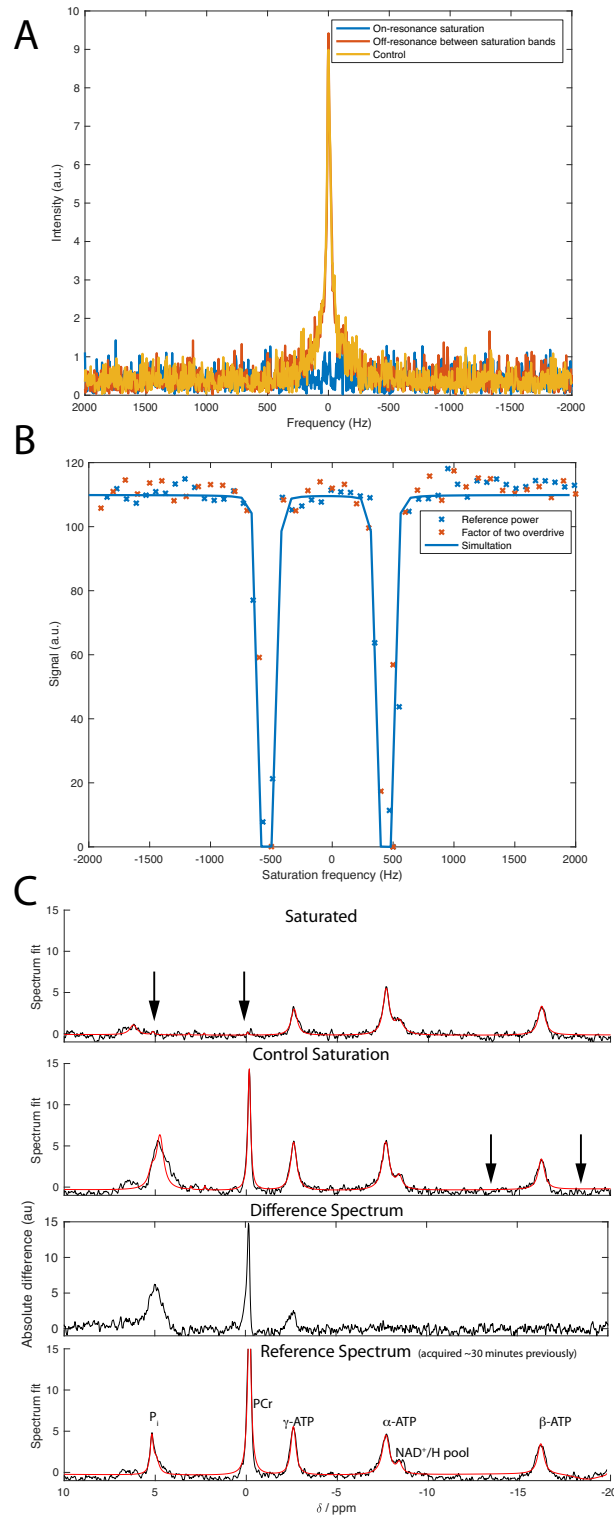 A
On-resonance saturation
Off-resonance between saturation bands
Control
10
9
8
7
6
5
4
3
2
1
0
Intensity (a.u.)
2000 1500 1000 500 0 -500 -1000 -1500 -2000
Frequency (Hz)
B
120
100
80
60
40
20
0
Signal (a.u.)
Reference power
Factor of two overdrive
Simultation
-2000 -1500 -1000 -500 0 500 1000 1500 2000
Saturation frequency (Hz)
C
Saturated
15
10
5
0
Spectrum fit
Control Saturation
15
10
5
0
Spectrum fit
Difference Spectrum
15
10
5
0
Absolute difference (au)
Reference Spectrum (acquired ~30 minutes previously)
15
10
5
0
Spectrum fit
Pi
PCr
γ-ATP
α-ATP
NAD+/H pool
β-ATP
10 5 0 -5 -10 -15 -20
δ / ppm